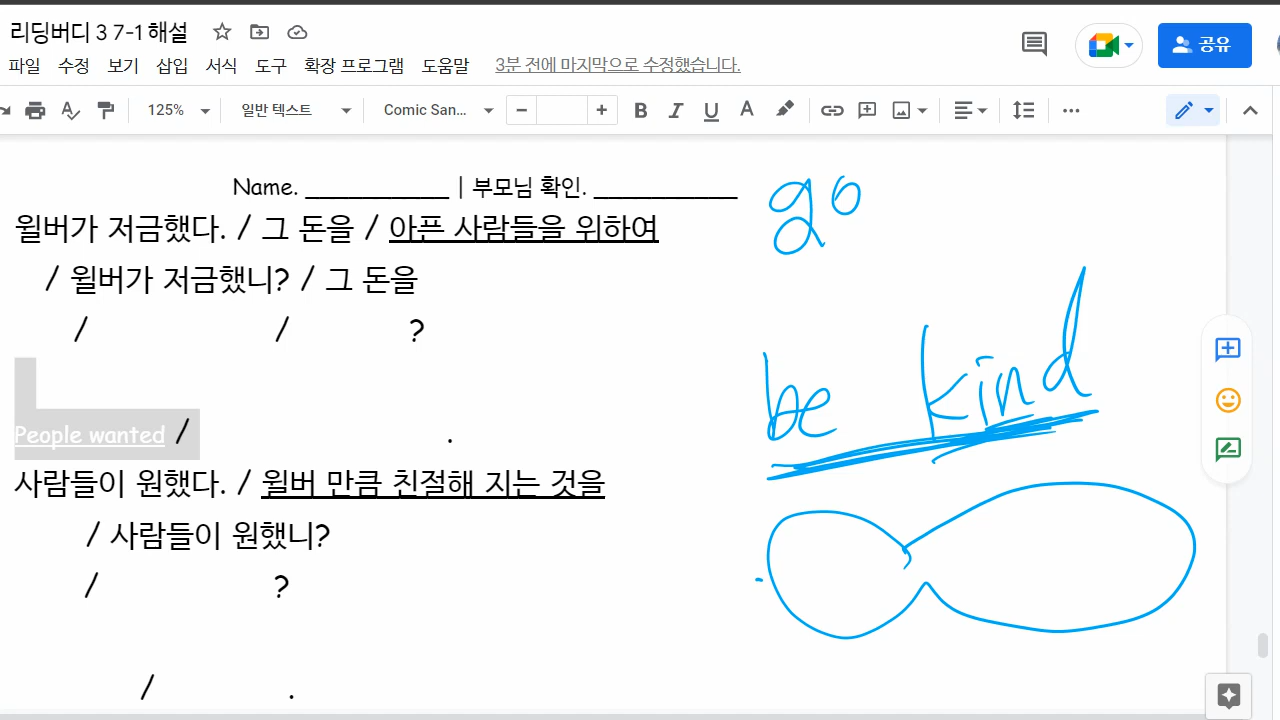 리딩버디 3 7-1 해설
파일 수정 보기 삽입 서식 도구 확장 프로그램 도움말 3분 전에 마지막으로 수정했습니다.
공유
125% 일반 텍스트 Comic San... − + B I U A
Name. ___________ | 부모님 확인. ___________
윌버가 저금했다. / 그 돈을 / 아픈 사람들을 위하여
/ 윌버가 저금했니? / 그 돈을
/ / ?
People wanted / .
사람들이 원했다. / 윌버 만큼 친절해 지는 것을
/ 사람들이 원했니?
/ ?
/ .
go
be kind